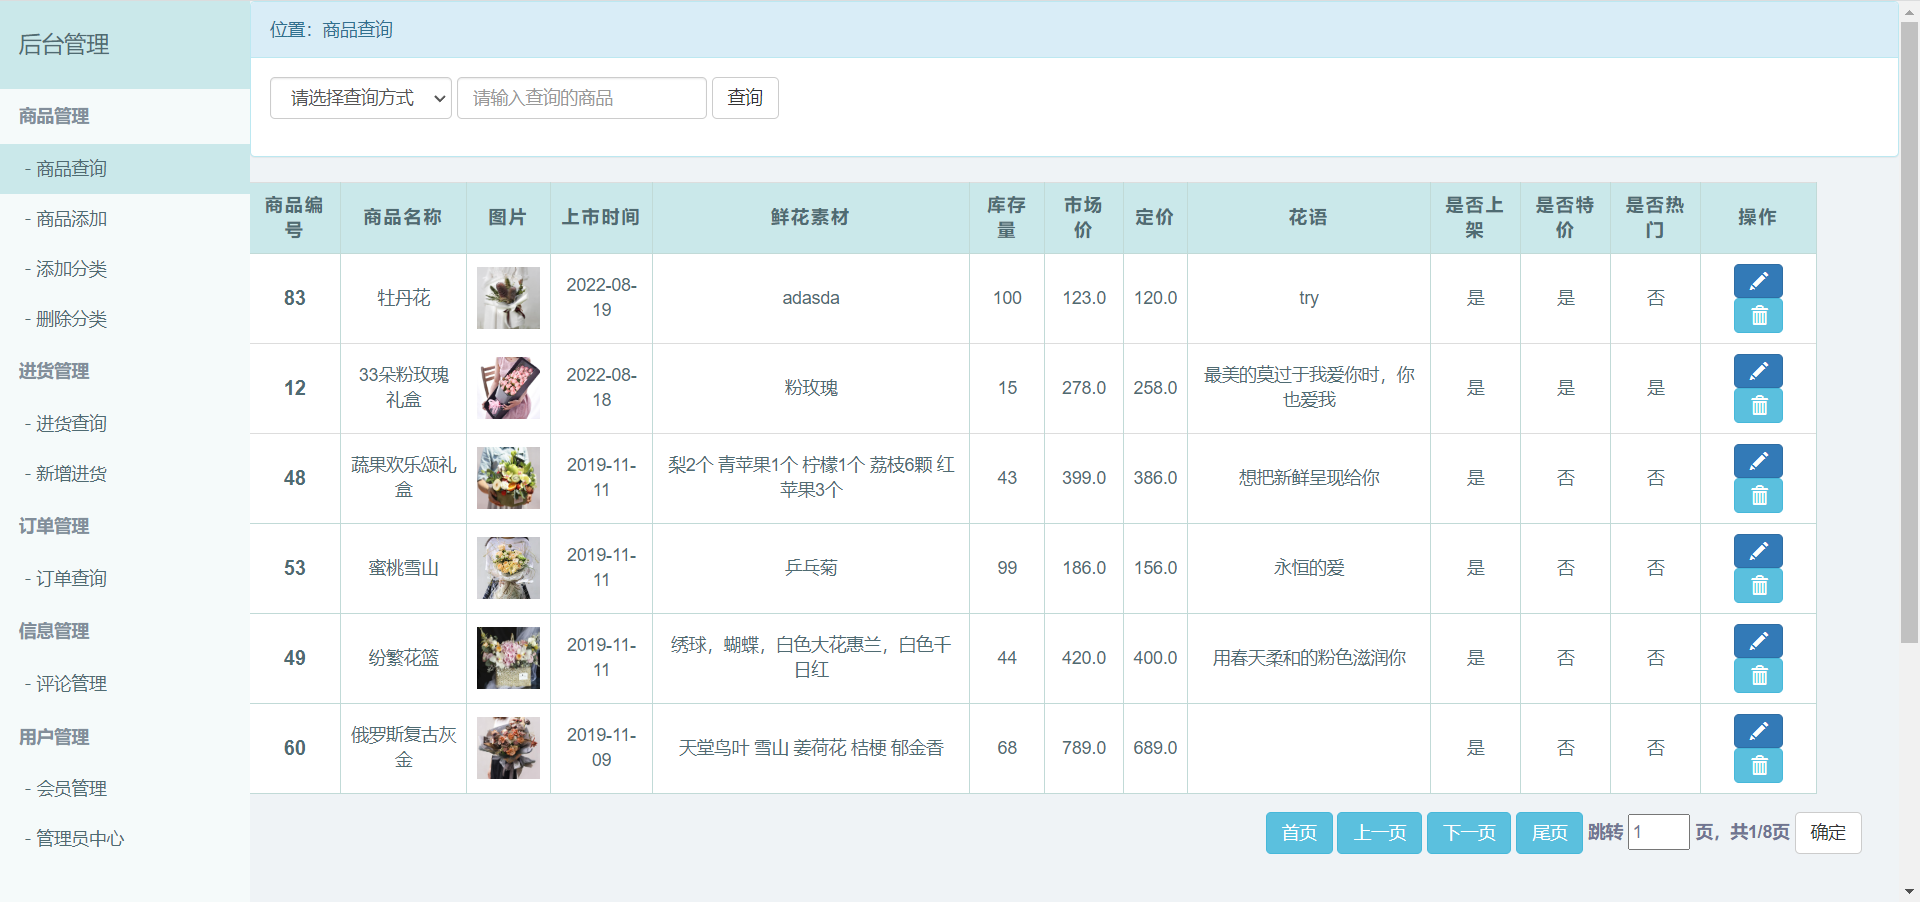 后台管理
商品管理
- 商品查询
- 商品添加
- 添加分类
- 删除分类
进货管理
- 进货查询
- 新增进货
订单管理
- 订单查询
信息管理
- 评论管理
用户管理
- 会员管理
- 管理员中心
位置：商品查询
请选择查询方式 请输入查询的商品 查询
商品编号 商品名称 图片 上市时间 鲜花素材 库存量 市场价 定价 花语 是否上架 是否特价 是否热门 操作
83 牡丹花 2022-08-19 adasda 100 123.0 120.0 try 是 是 否
12 33朵粉玫瑰礼盒 2022-08-18 粉玫瑰 15 278.0 258.0 最美的莫过于我爱你时，你也爱我 是 是 是
48 蔬果欢乐颂礼盒 2019-11-11 梨2个 青苹果1个 柠檬1个 荔枝6颗 红苹果3个 43 399.0 386.0 想把新鲜呈现给你 是 否 否
53 蜜桃雪山 2019-11-11 乒乓菊 99 186.0 156.0 永恒的爱 是 否 否
49 纷繁花篮 2019-11-11 绣球，蝴蝶，白色大花惠兰，白色千日红 44 420.0 400.0 用春天柔和的粉色滋润你 是 否 否
60 俄罗斯复古灰金 2019-11-09 天堂鸟叶 雪山 姜荷花 桔梗 郁金香 68 789.0 689.0 是 否 否
首页 上一页 下一页 尾页 跳转 1 页，共1/8页 确定